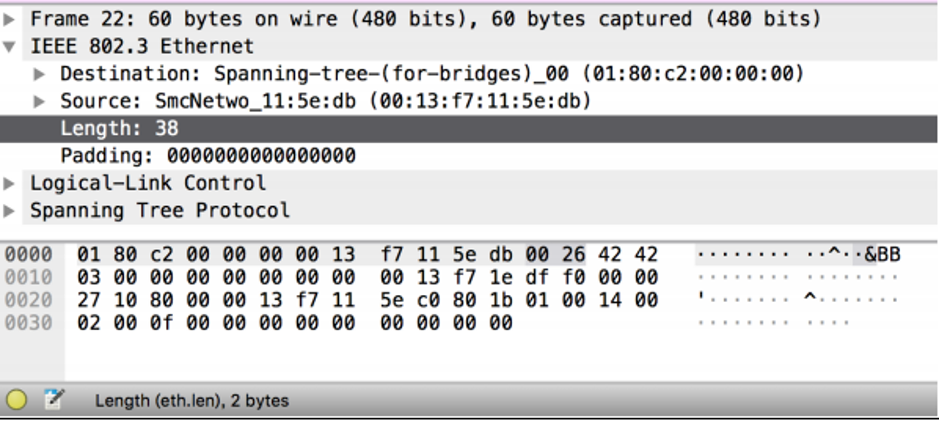 Frame 22: 60 bytes on wire (480 bits), 60 bytes captured (480 bits)
IEEE 802.3 Ethernet
Destination: Spanning-tree-(for-bridges)_00 (01:80:c2:00:00:00)
Source: SmcNetwo_11:5e:db (00:13:f7:11:5e:db)
Length: 38
Padding: 0000000000000000
Logical-Link Control
Spanning Tree Protocol
0000 01 80 c2 00 00 00 00 13 f7 11 5e db 00 26 42 42 ········ ··^··&BB
0010 03 00 00 00 00 00 00 00 13 f7 1e df f0 00 00 ········ ········
0020 27 10 80 00 00 13 f7 11 5e c0 80 1b 01 00 14 00 '······· ^·······
0030 02 00 0f 00 00 00 00 00 00 00 00 00 ········ ····
Length (eth.len), 2 bytes